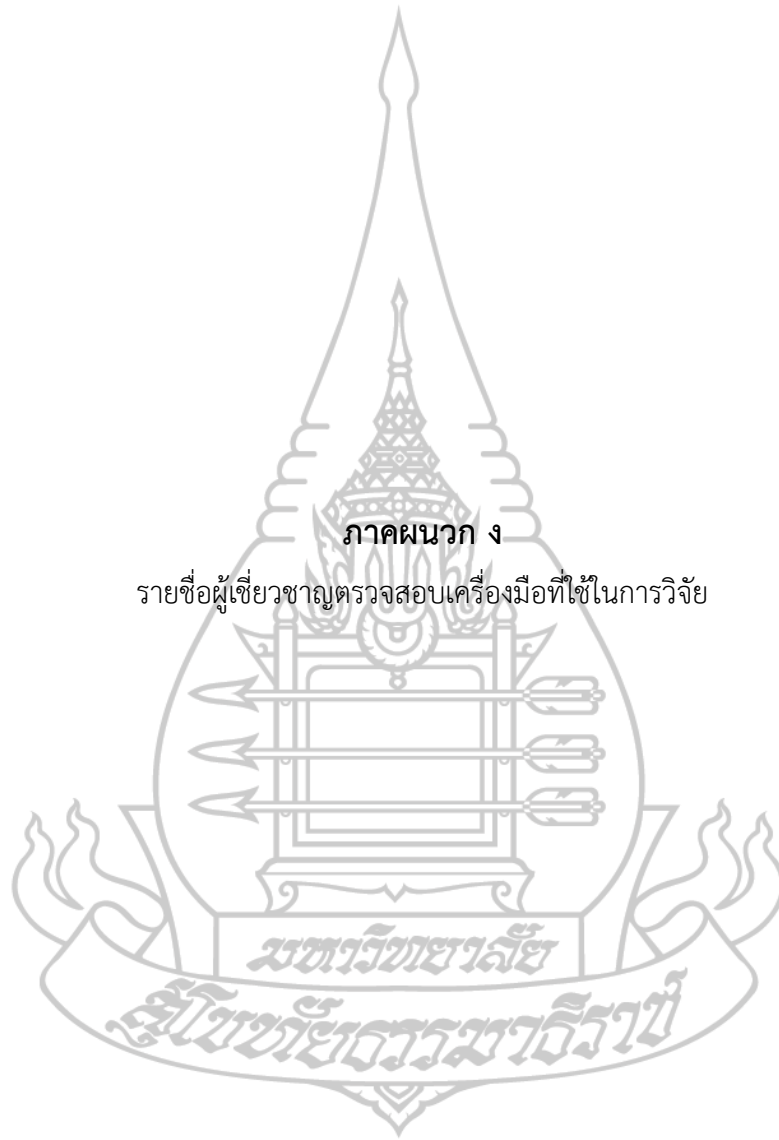 ภาคผนวก ง
รายชื่อผู้เชี่ยวชาญตรวจสอบเครื่องมือที่ใช้ในการวิจัย
มหาวิทยาลัย
สุโขทัยธรรมาธิราช